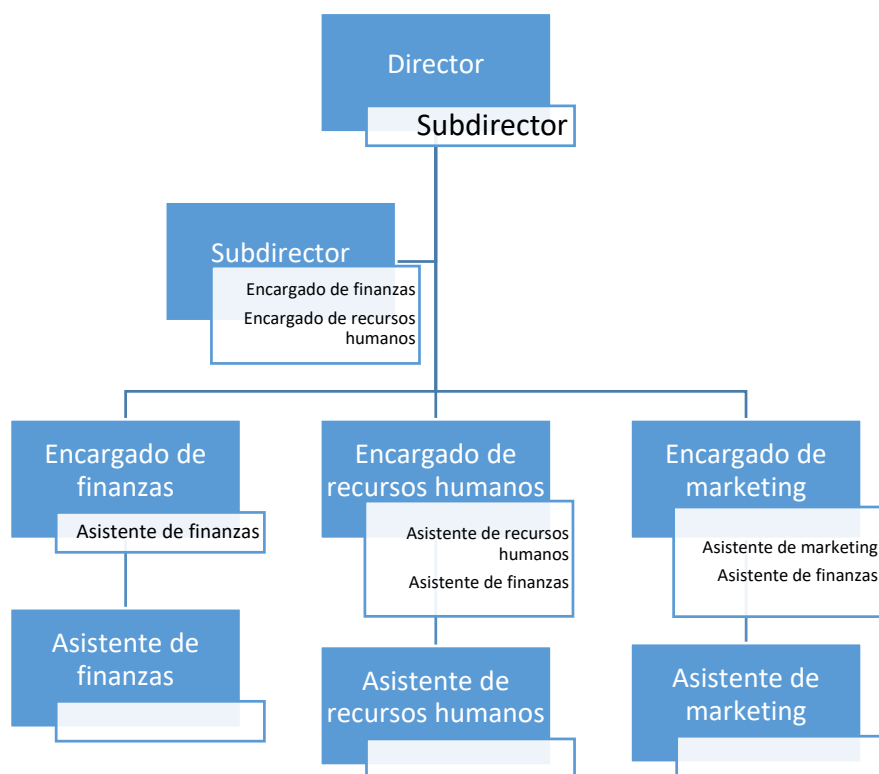 Director
Subdirector
Subdirector
Encargado de finanzas
Encargado de recursos
humanos
Encargado de
finanzas
Asistente de finanzas
Encargado de
recursos humanos
Asistente de recursos
humanos
Asistente de finanzas
Encargado de
marketing
Asistente de marketing
Asistente de finanzas
Asistente de
finanzas
Asistente de
recursos humanos
Asistente de
marketing